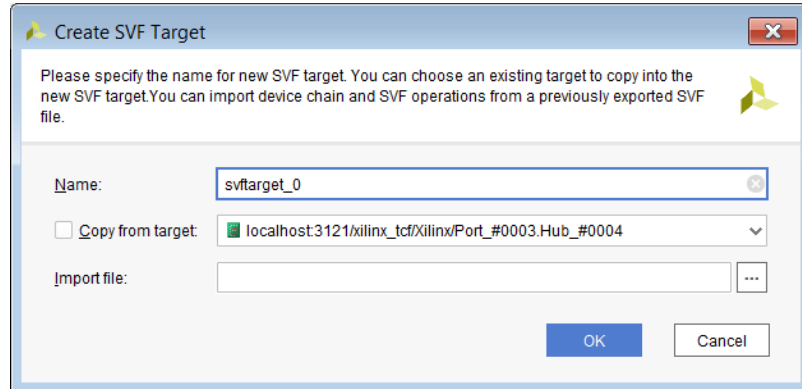 Create SVF Target
Please specify the name for new SVF target. You can choose an existing target to copy into the
new SVF target.You can import device chain and SVF operations from a previously exported SVF
file.
Name:
svftarget_0
Copy from target:
localhost:3121/xilinx_tcf/Xilinx/Port_#0003.Hub_#0004
Import file:
...
OK
Cancel